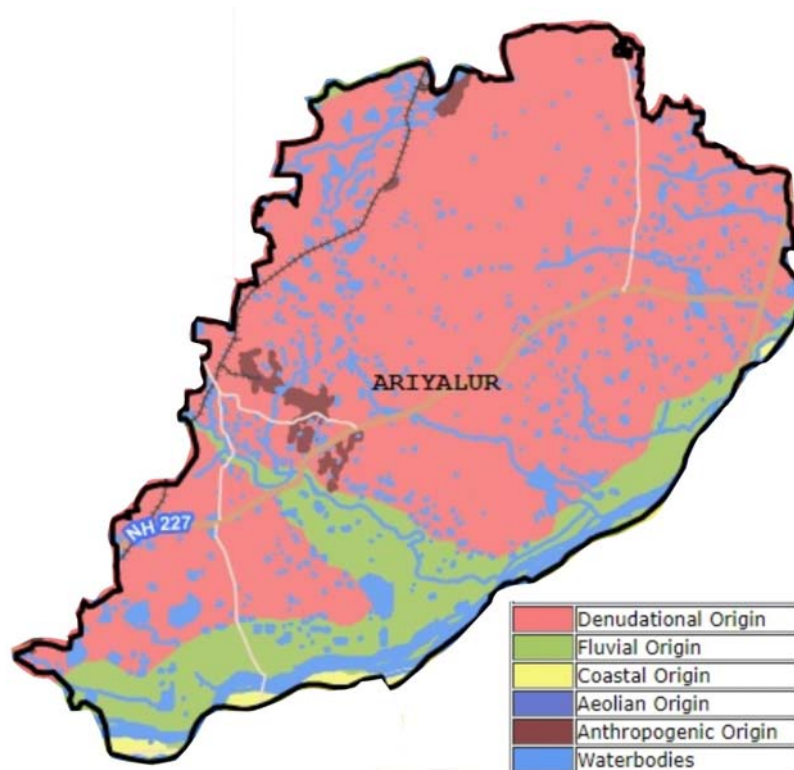 ARIYALUR
NH 227
Denudational Origin
Fluvial Origin
Coastal Origin
Aeolian Origin
Anthropogenic Origin
Waterbodies